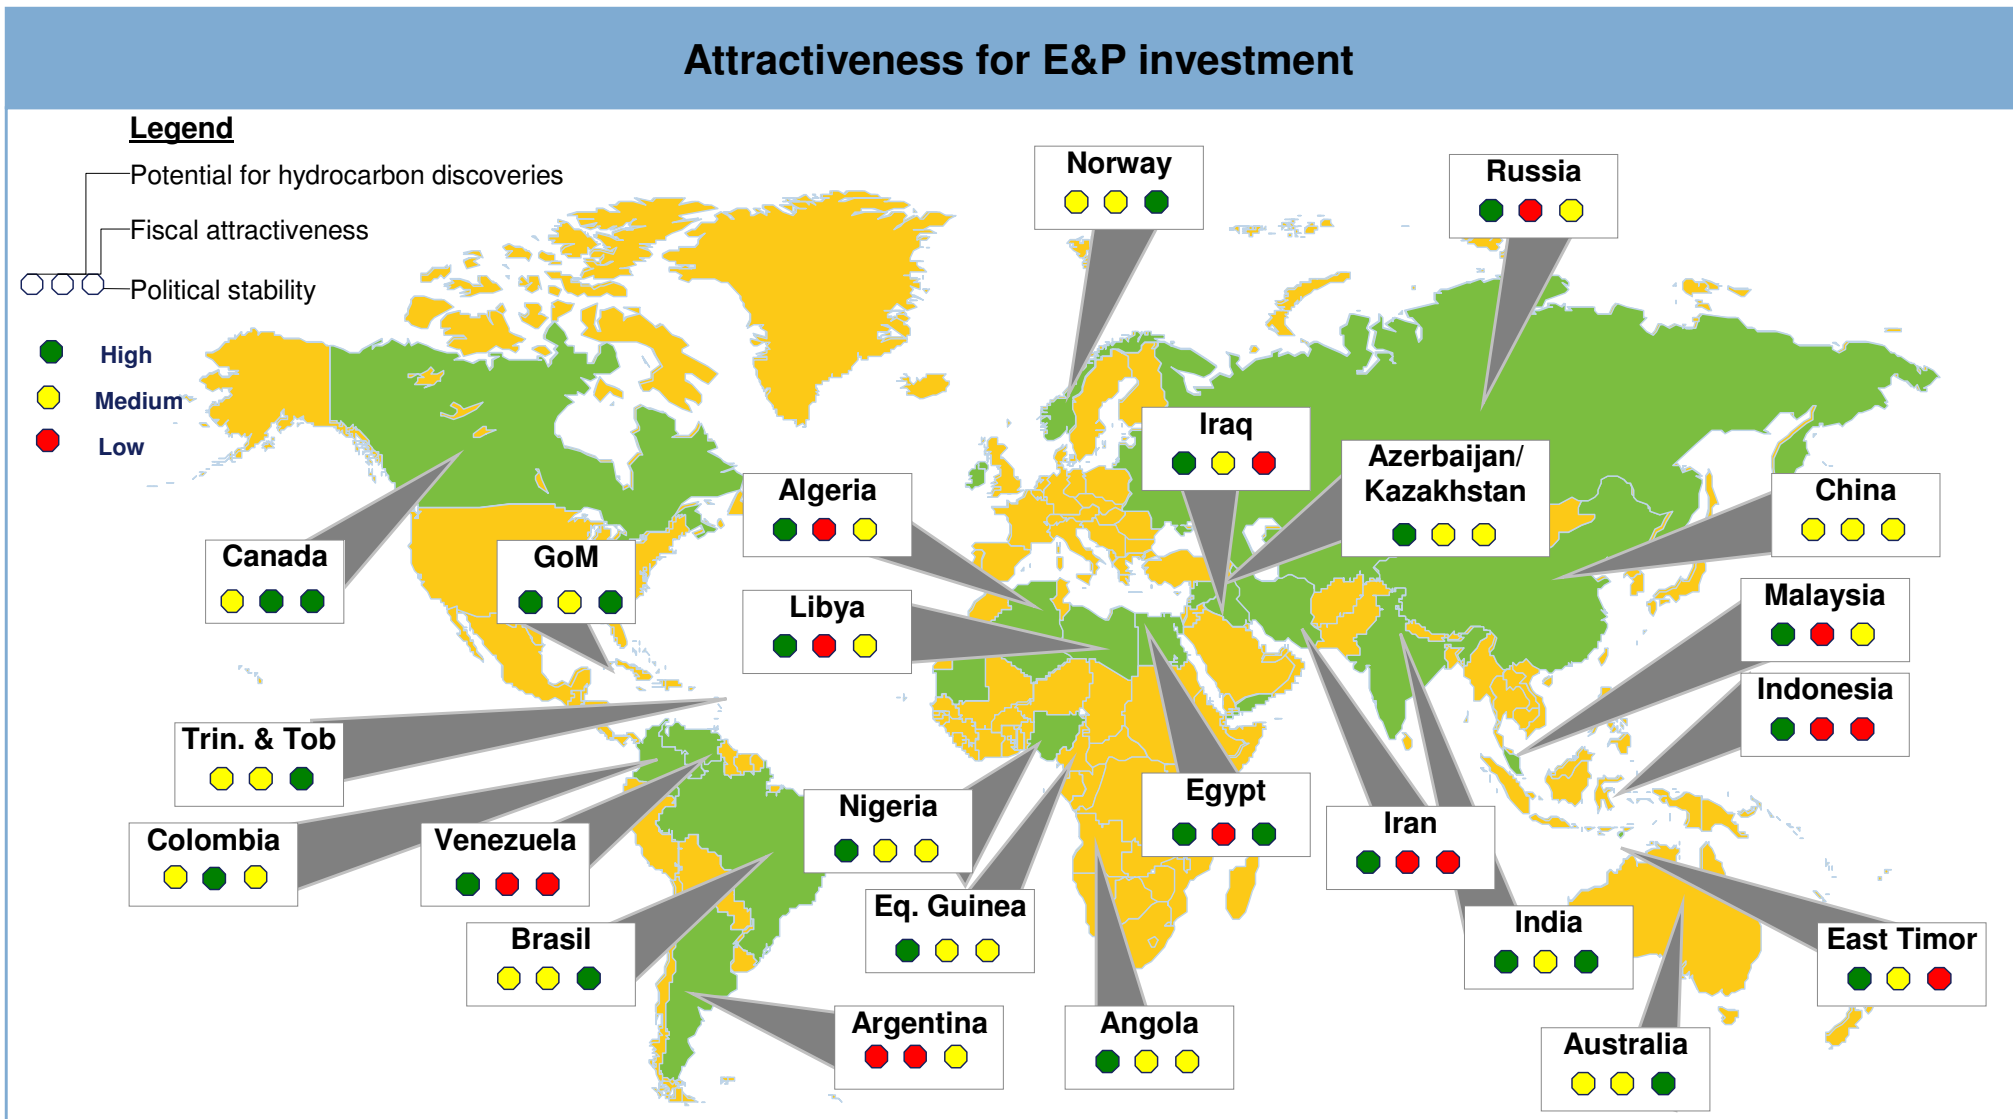 Attractiveness for E&P investment
Legend
Potential for hydrocarbon discoveries
Fiscal attractiveness
Political stability
High
Medium
Low
Norway
Russia
Iraq
Azerbaijan/
Kazakhstan
Algeria
China
Canada
GoM
Libya
Malaysia
Indonesia
Trin. & Tob
Colombia
Venezuela
Nigeria
Egypt
Iran
Brasil
Eq. Guinea
India
East Timor
Argentina
Angola
Australia